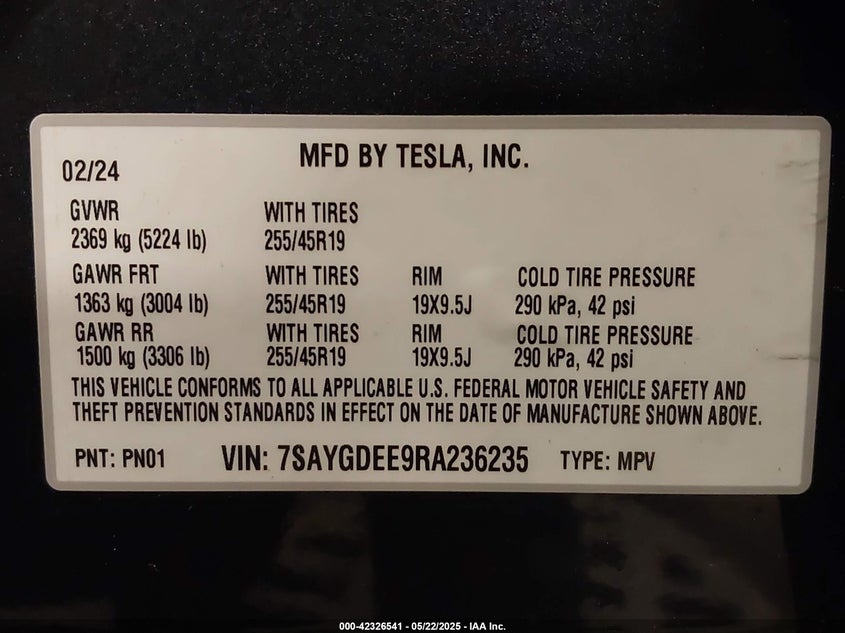 MFD BY TESLA, INC.
02/24
GVWR WITH TIRES
2369 kg (5224 lb) 255/45R19
GAWR FRT WITH TIRES RIM COLD TIRE PRESSURE
1363 kg (3004 lb) 255/45R19 19X9.5J 290 kPa, 42 psi
GAWR RR WITH TIRES RIM COLD TIRE PRESSURE
1500 kg (3306 lb) 255/45R19 19X9.5J 290 kPa, 42 psi
THIS VEHICLE CONFORMS TO ALL APPLICABLE U.S. FEDERAL MOTOR VEHICLE SAFETY AND
THEFT PREVENTION STANDARDS IN EFFECT ON THE DATE OF MANUFACTURE SHOWN ABOVE.
PNT: PN01 VIN: 7SAYGDEE9RA236235 TYPE: MPV
000-42326541 - 05/22/2025 - IAA Inc.